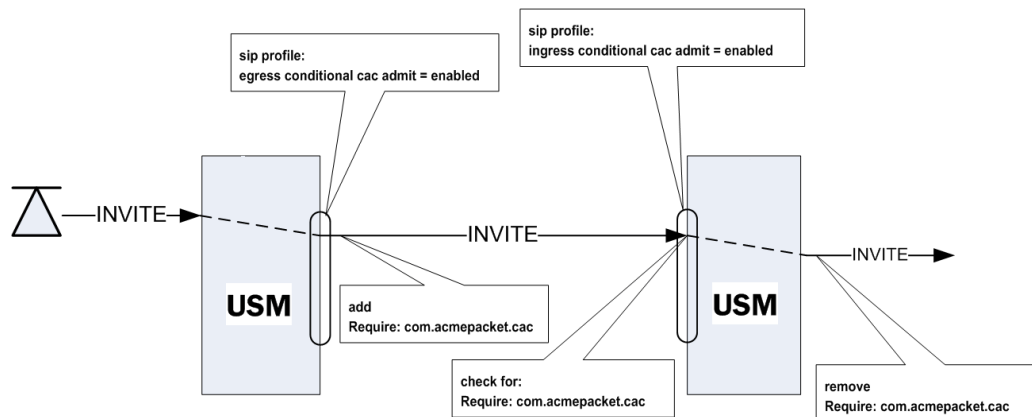 sip profile:
egress conditional cac admit = enabled
sip profile:
ingress conditional cac admit = enabled
INVITE
INVITE
INVITE
USM
USM
add
Require: com.acmepacket.cac
check for:
Require: com.acmepacket.cac
remove
Require: com.acmepacket.cac